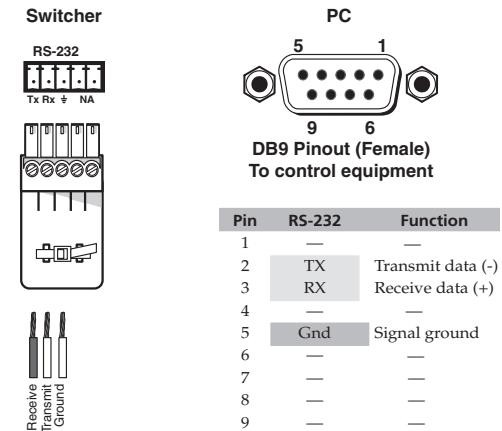 Switcher
RS-232
Tx Rx ⏚ NA
Receive
Transmit
Ground
PC
5 1
9 6
DB9 Pinout (Female)
To control equipment
Pin RS-232 Function
1 — —
2 TX Transmit data (-)
3 RX Receive data (+)
4 — —
5 Gnd Signal ground
6 — —
7 — —
8 — —
9 — —